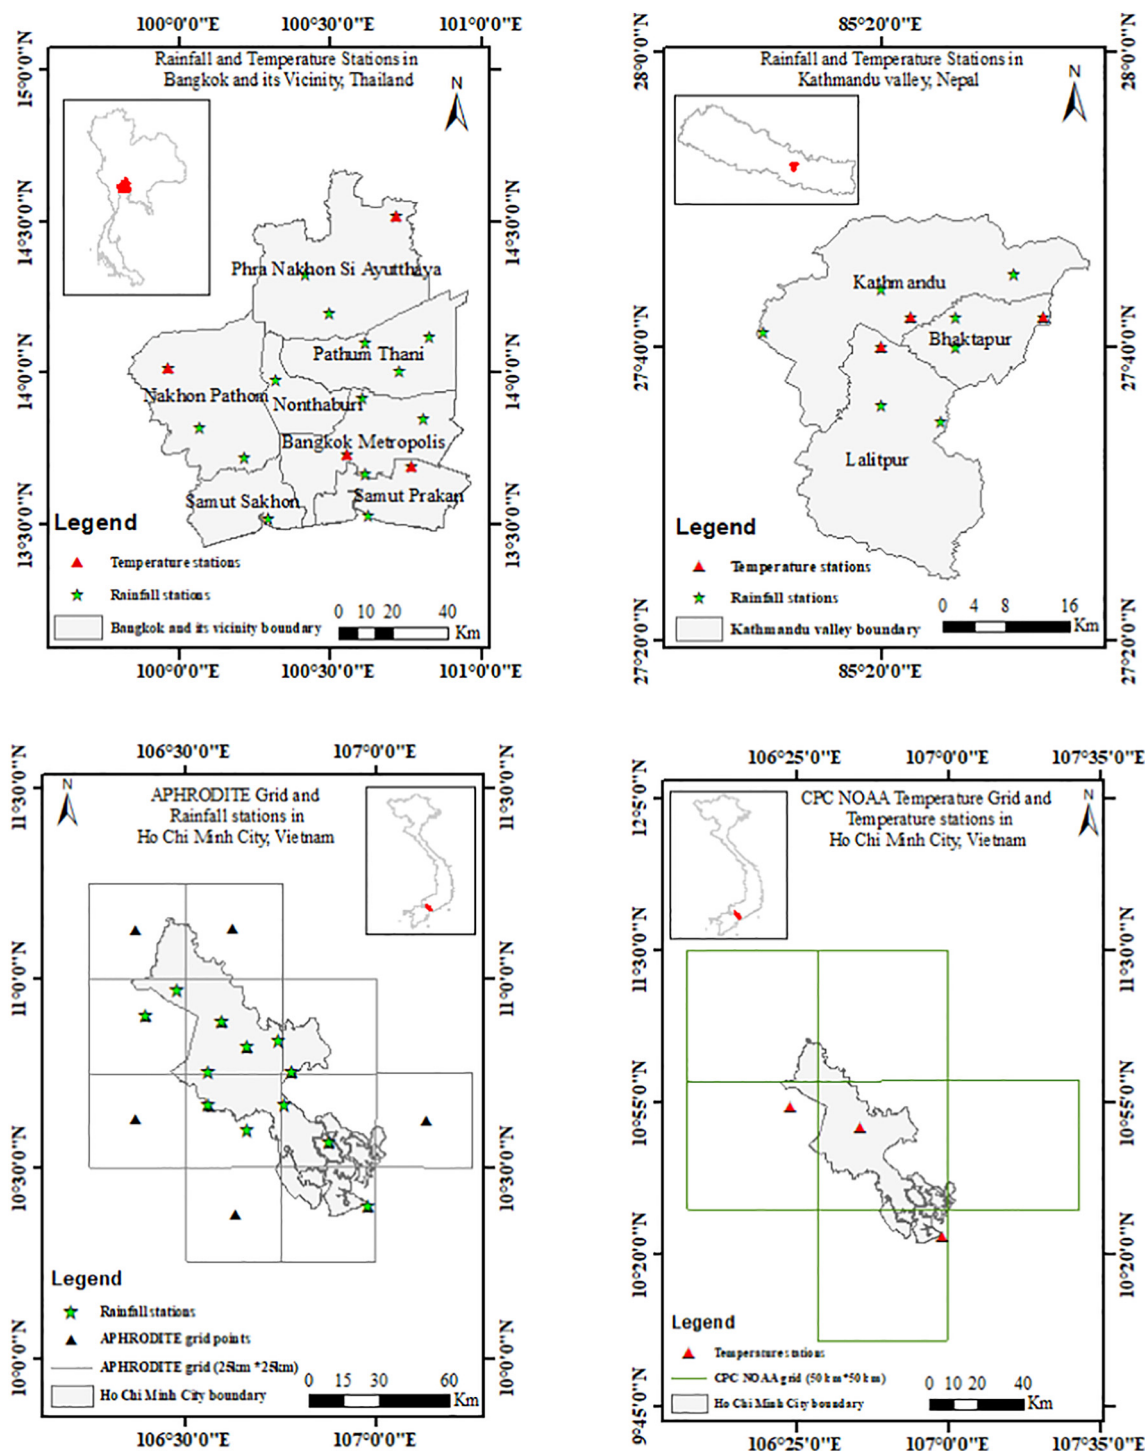 100°0'0"E 100°30'0"E 101°0'0"E
Rainfall and Temperature Stations in
Bangkok and its Vicinity, Thailand
N
15°0'0"N
15°0'0"N
14°30'0"N
14°30'0"N
Phra Nakhon Si Ayutthaya
Pathum Thani
14°0'0"N
14°0'0"N
Nakhon Pathom
Nonthaburi
Bangkok Metropolis
Samut Sakhon
Samut Prakan
13°30'0"N
13°30'0"N
Legend
Temperature stations
Rainfall stations
Bangkok and its vicinity boundary
0 10 20 40
Km
100°0'0"E 100°30'0"E 101°0'0"E
85°20'0"E
Rainfall and Temperature Stations in
Kathmandu valley, Nepal
N
28°0'0"N
28°0'0"N
Kathmandu
Bhaktapur
27°40'0"N
27°40'0"N
Lalitpur
Legend
Temperature stations
Rainfall stations
Kathmandu valley boundary
0 4 8 16
Km
27°20'0"N
27°20'0"N
85°20'0"E
106°30'0"E 107°0'0"E
N
APHRODITE Grid and
Rainfall stations in
Ho Chi Minh City, Vietnam
11°30'0"N
11°30'0"N
11°0'0"N
11°0'0"N
10°30'0"N
10°30'0"N
Legend
Rainfall stations
APHRODITE grid points
APHRODITE grid (25km *25km)
Ho Chi Minh City boundary
0 15 30 60
Km
10°0'0"N
10°0'0"N
106°30'0"E 107°0'0"E
106°25'0"E 107°0'0"E 107°35'0"E
CPC NOAA Temperature Grid and
Temperature stations in
Ho Chi Minh City, Vietnam
N
12°5'0"N
12°5'0"N
11°30'0"N
11°30'0"N
10°55'0"N
10°55'0"N
10°20'0"N
10°20'0"N
Legend
Temperature stations
CPC NOAA grid (50 km*50 km)
Ho Chi Minh City boundary
0 10 20 40
Km
9°45'0"N
9°45'0"N
106°25'0"E 107°0'0"E 107°35'0"E